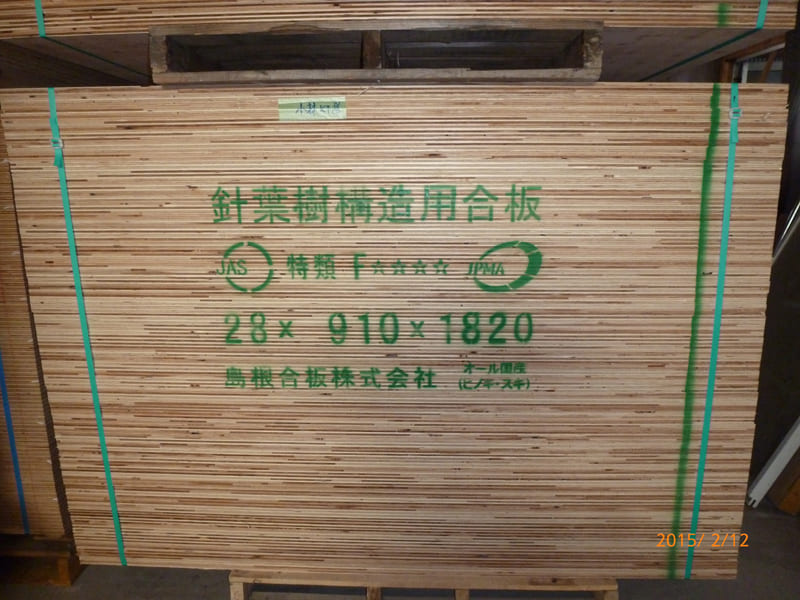 針葉樹構造用合板
JAS 特類 F☆☆☆☆ JPMA
28× 910×1820
島根合板株式会社 オール国産
(ヒノキ・スギ)
2015/ 2/12